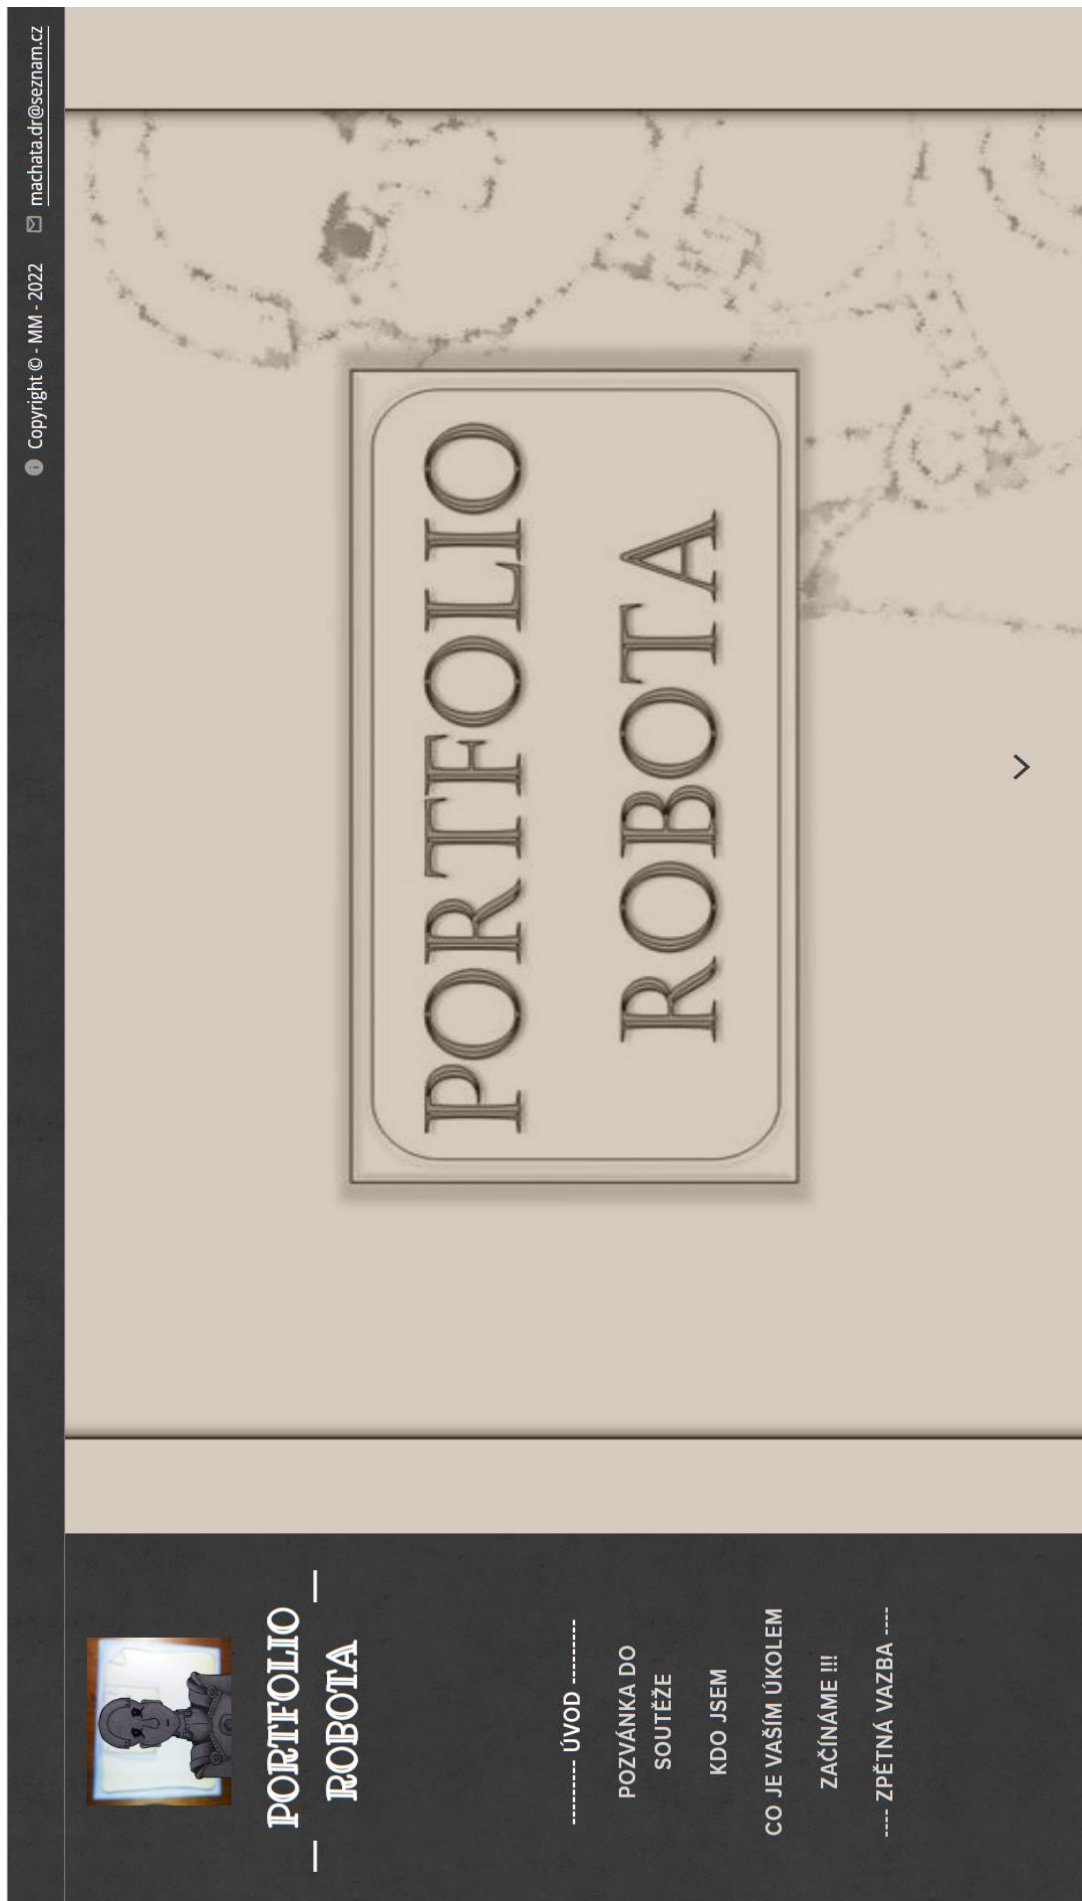 Copyright © - MM - 2022
machata.dr@seznam.cz
PORTFOLIO
ROBOTA
---------- ÚVOD ----------
POZVÁNKA DO
SOUTĚŽE
KDO JSEM
CO JE VAŠÍM ÚKOLEM
ZAČÍNÁME !!!
---- ZPĚTNÁ VAZBA ----
PORTFOLIO
ROBOTA